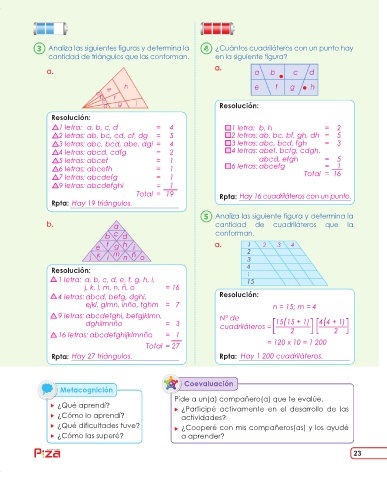 3 Analiza las siguientes figuras y determina la
cantidad de triángulos que las conforman.
a.
e h
Resolución:
1 letra: a, b, c, d = 4
2 letras: ab, bc, cd, cf, dg = 5
3 letras: abc, bcd, abe, dgi = 4
4 letras: abcd, cdfg = 2
5 letras: abcef = 1
6 letras: abcefh = 1
7 letras: abcdefg = 1
9 letras: abcdefghi = 1
Total = 19
Rpta: Hay 19 triángulos.
b.
a
b c d
e f g h i
j k l m n ñ o
Resolución:
1 letra: a, b, c, d, e, f, g, h, i,
j, k, l, m, n, ñ, o = 16
4 letras: abcd, befg, dghi,
ejkl, glmn, inño, fghm = 7
9 letras: abcdefghi, befgjklmn,
dghilmnño = 3
16 letras: abcdefghijklmnño = 1
Total = 27
Rpta: Hay 27 triángulos.
4 ¿Cuántos cuadriláteros con un punto hay
en la siguiente figura?
a.
a b c d
e f g h
Resolución:
1 letra: b, h = 2
2 letras: ab, bc, bf, gh, dh = 5
3 letras: abc, bcd, fgh = 3
4 letras: abef, bcfg, cdgh,
abcd, efgh = 5
6 letras: abcefg = 1
Total = 16
Rpta: Hay 16 cuadriláteros con un punto.
5 Analiza las siguiente figura y determina la
cantidad de cuadriláteros que la
conforman.
a.
1 2 3 4
2
3
4
15
Resolución:
n = 15; m = 4
Nº de
cuadriláteros = [15(15 + 1) / 2] [4(4 + 1) / 2]
= 120 x 10 = 1 200
Rpta: Hay 1 200 cuadriláteros.
Metacognición
¿Qué aprendí?
¿Cómo lo aprendí?
¿Qué dificultades tuve?
¿Cómo las superé?
Coevaluación
Pide a un(a) compañero(a) que te evalúe.
¿Participé activamente en el desarrollo de las
actividades?
¿Cooperé con mis compañeros(as) y los ayudé
a aprender?
23